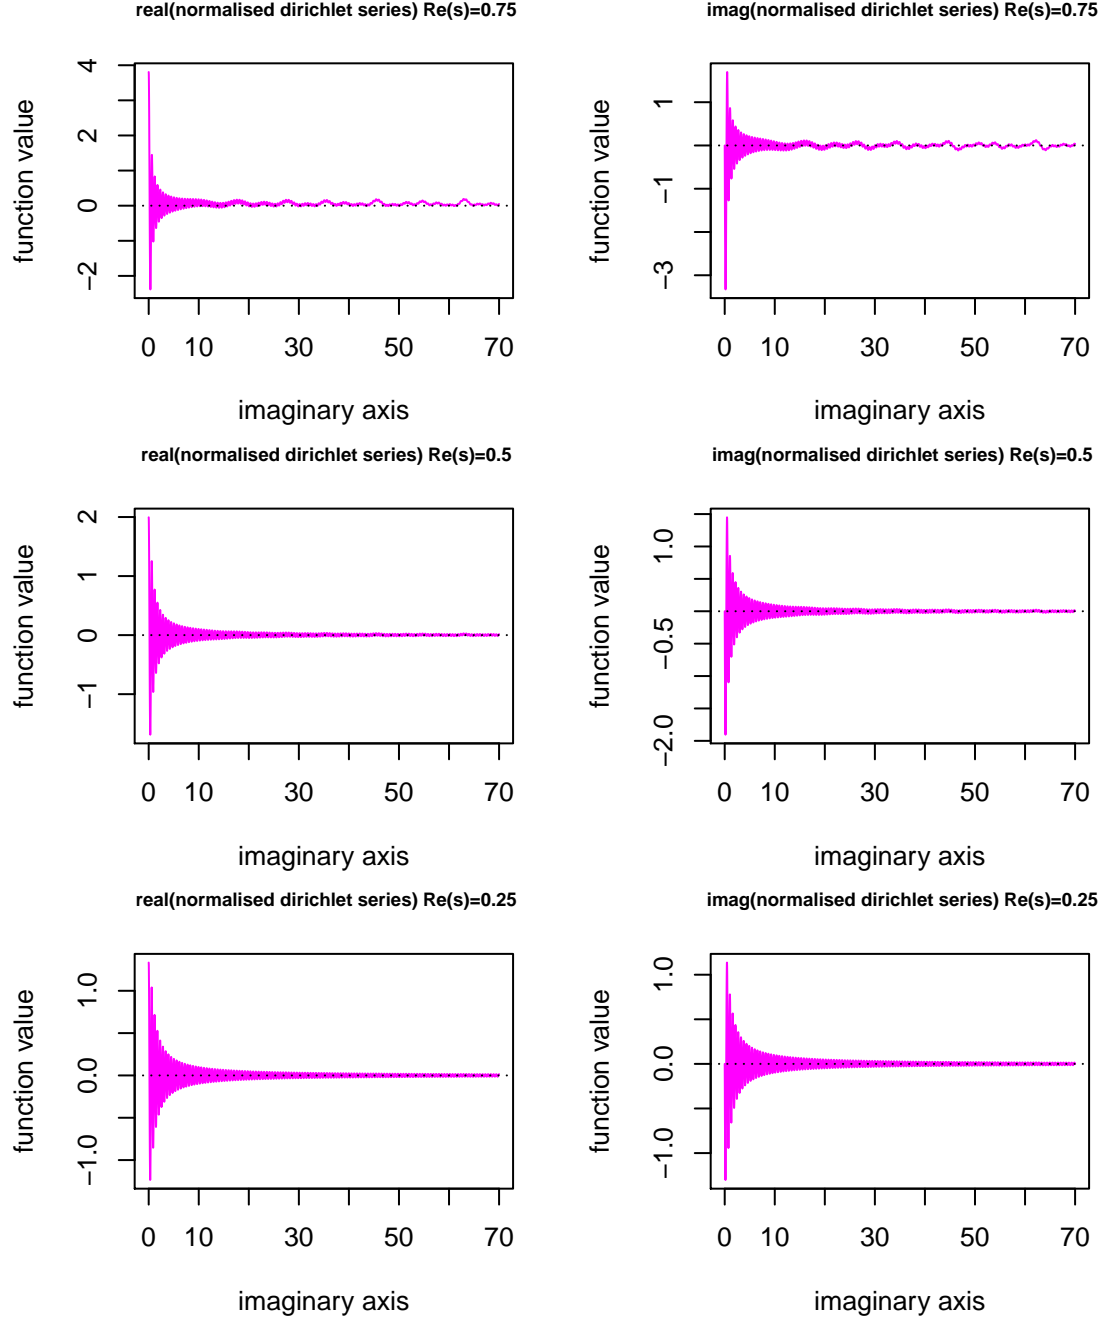 real(normalised dirichlet series) Re(s)=0.75
function value
4
2
0
−2
0 10 30 50 70
imaginary axis
imag(normalised dirichlet series) Re(s)=0.75
function value
1
−1
−3
0 10 30 50 70
imaginary axis
real(normalised dirichlet series) Re(s)=0.5
function value
2
1
0
−1
0 10 30 50 70
imaginary axis
imag(normalised dirichlet series) Re(s)=0.5
function value
1.0
−0.5
−2.0
0 10 30 50 70
imaginary axis
real(normalised dirichlet series) Re(s)=0.25
function value
1.0
0.0
−1.0
0 10 30 50 70
imaginary axis
imag(normalised dirichlet series) Re(s)=0.25
function value
1.0
0.0
−1.0
0 10 30 50 70
imaginary axis